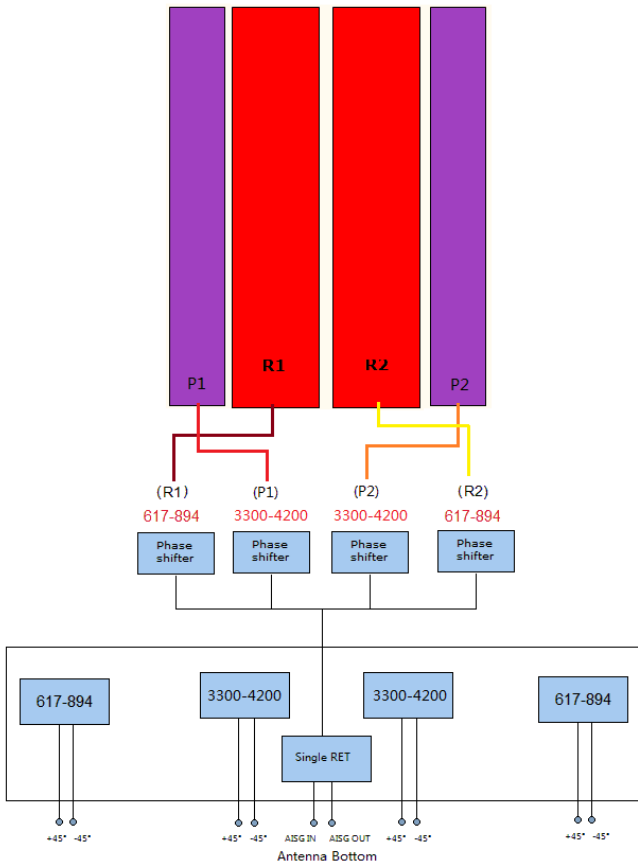 P1
R1
R2
P2
(R1)
(P1)
(P2)
(R2)
617-894
3300-4200
3300-4200
617-894
Phase
shifter
Phase
shifter
Phase
shifter
Phase
shifter
617-894
3300-4200
3300-4200
617-894
Single RET
+45° -45°
+45° -45°
AISG IN
AISG OUT
+45° -45°
+45° -45°
Antenna Bottom